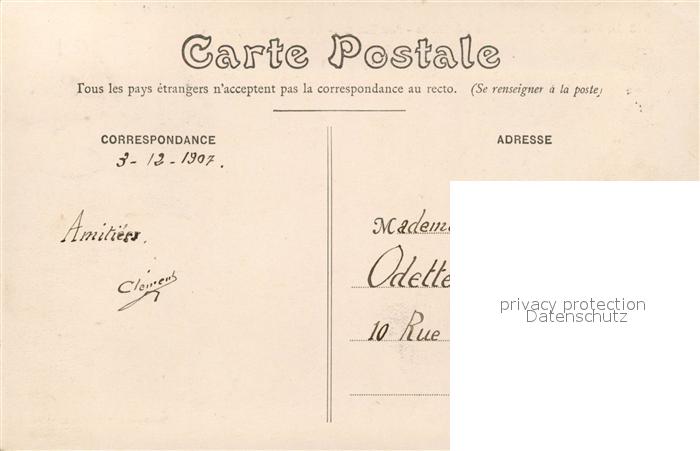 Carte Postale
Tous les pays étrangers n'acceptent pas la correspondance au recto. (Se renseigner à la poste)
CORRESPONDANCE
3-12-1907.
Amitiés.
Clément
ADRESSE
Madem
Odette
10 Rue
privacy protection
Datenschutz